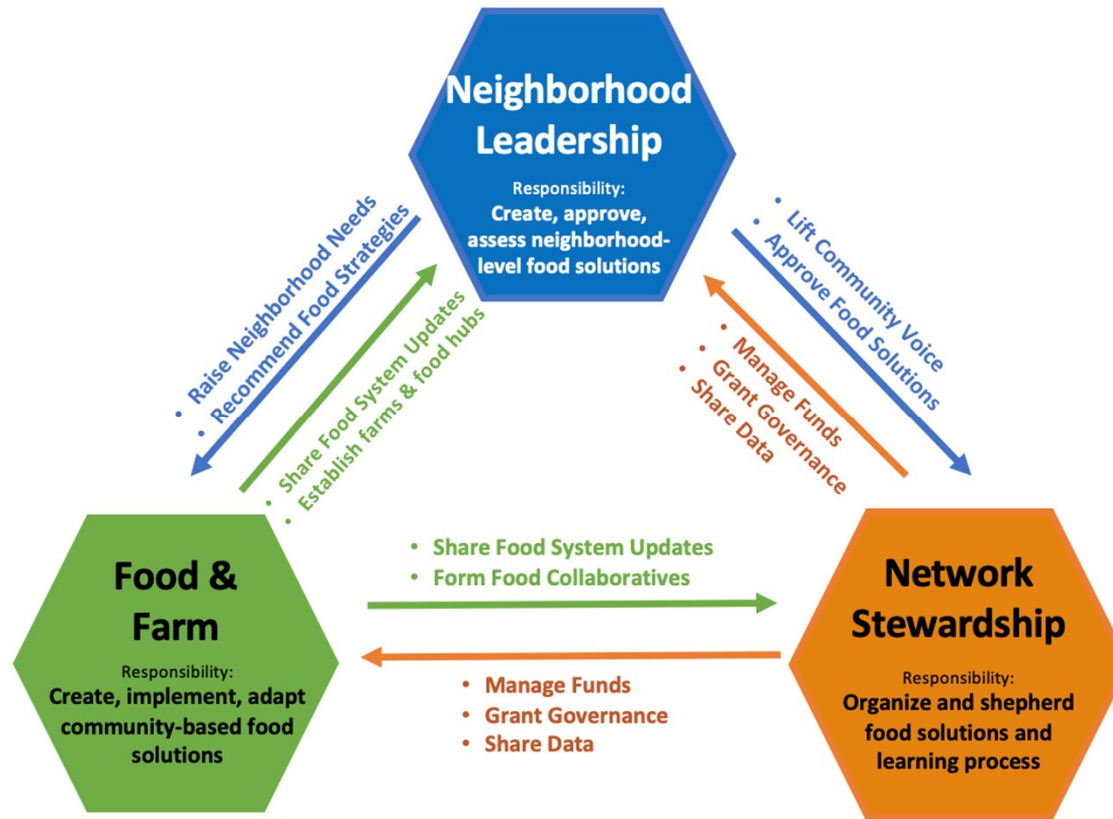 Neighborhood
Leadership
Responsibility:
Create, approve,
assess neighborhood-
level food solutions
• Raise Neighborhood Needs
• Recommend Food Strategies
• Share Food System Updates
• Establish farms & food hubs
• Lift Community Voice
• Approve Food Solutions
• Manage Funds
• Grant Governance
• Share Data
Food &
Farm
Responsibility:
Create, implement, adapt
community-based food
solutions
• Share Food System Updates
• Form Food Collaboratives
• Manage Funds
• Grant Governance
• Share Data
Network
Stewardship
Responsibility:
Organize and shepherd
food solutions and
learning process